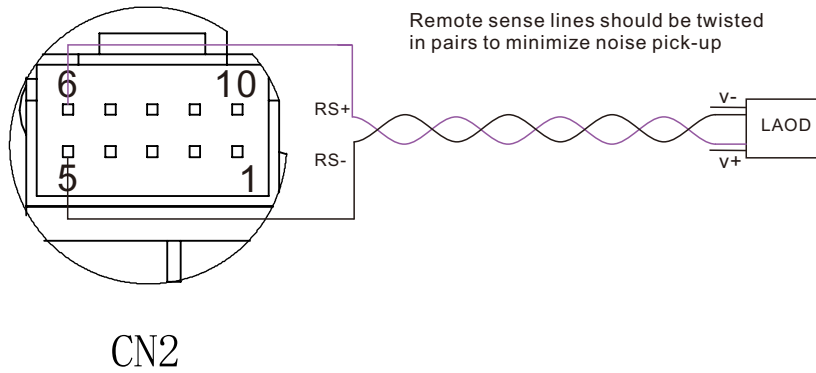 Remote sense lines should be twisted
in pairs to minimize noise pick-up
6 10
RS+
v-
LAOD
RS-
v+
5 1
CN2